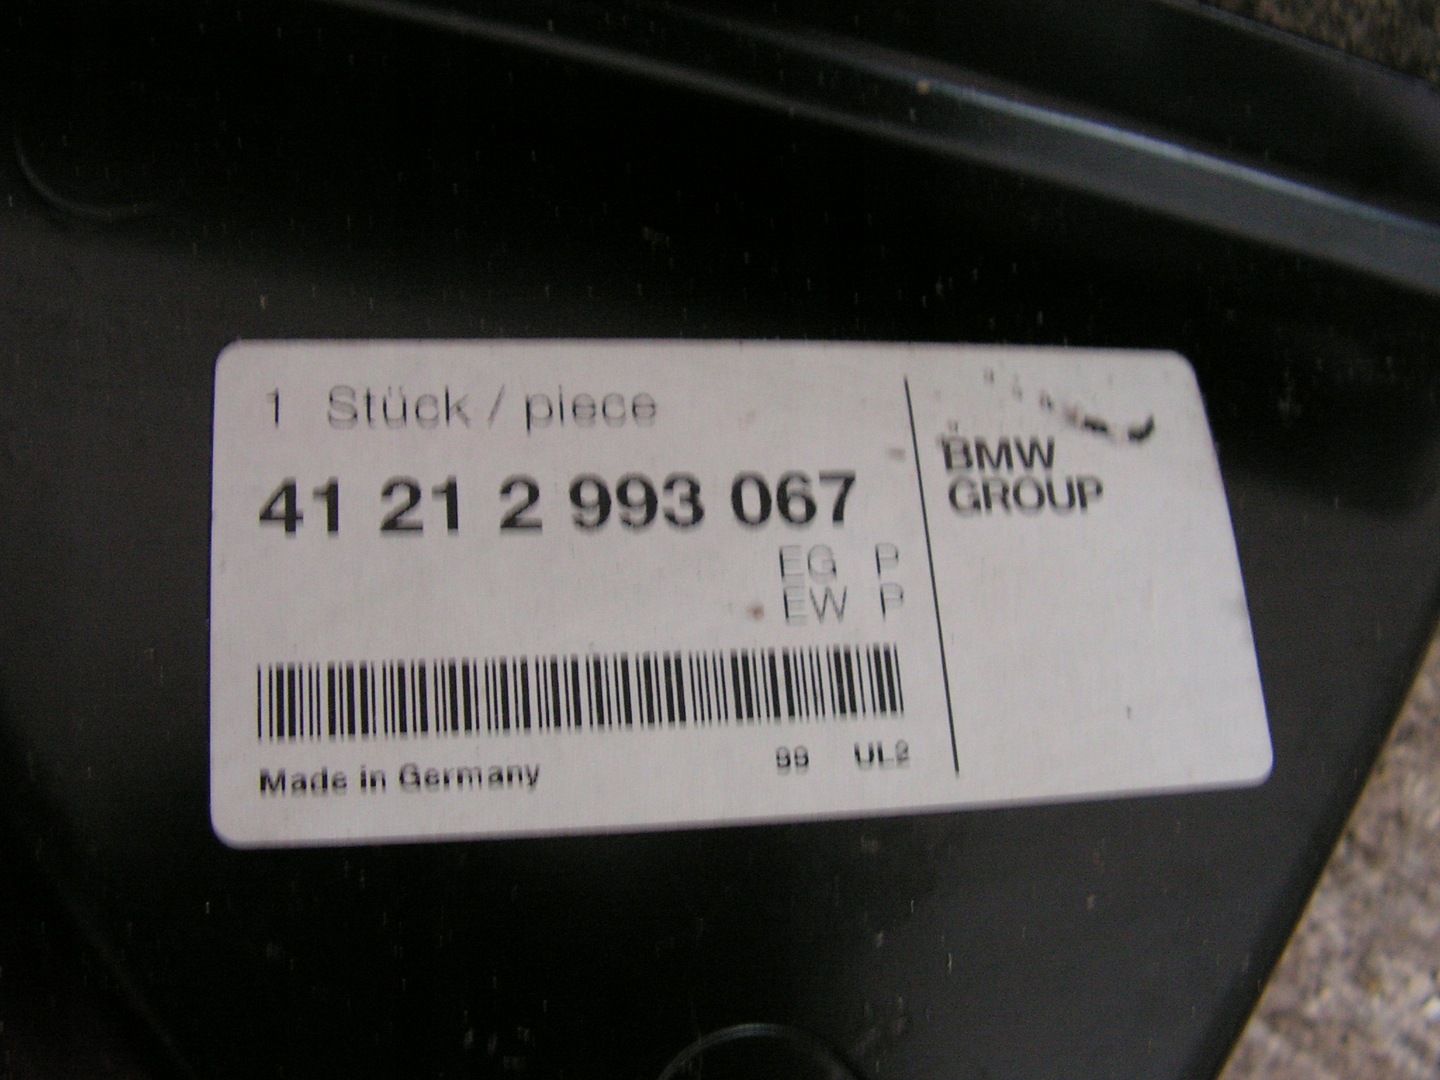 1 Stück / piece
41 21 2 993 067
EG P
EW P
Made in Germany
99 UL2
BMW
GROUP